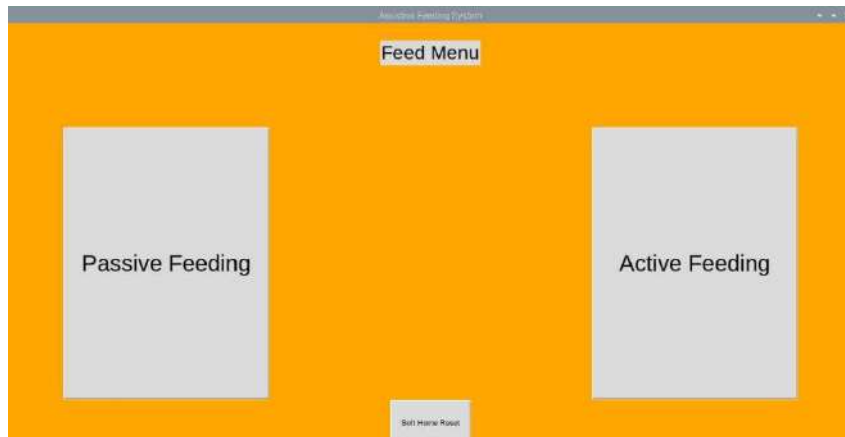 Assistive Feeding System
Feed Menu
Passive Feeding
Active Feeding
Soft Home Reset